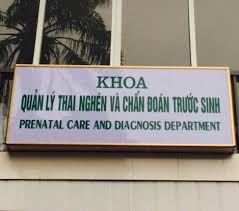 KHOA
QUẢN LÝ THAI NGHÉN VÀ CHẨN ĐOÁN TRƯỚC SINH
PRENATAL CARE AND DIAGNOSIS DEPARTMENT